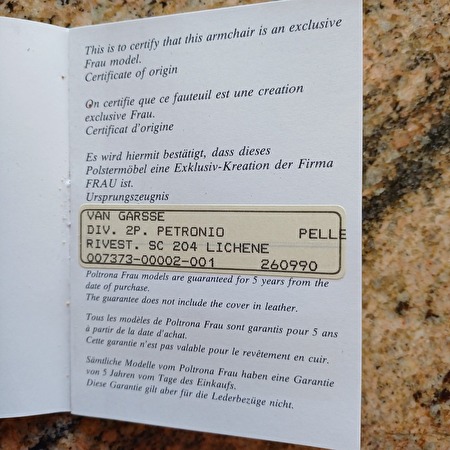 This is to certify that this armchair is an exclusive
Frau model.
Certificate of origin
On certifie que ce fauteuil est une creation
exclusive Frau.
Certificat d'origine
Es wird hiermit bestätigt, dass dieses
Polstermöbel eine Exklusiv-Kreation der Firma
FRAU ist.
Ursprungszeugnis
VAN GARSSE
DIV. 2P. PETRONIO PELLE
RIVEST. SC 204 LICHENE
007373-00002-001 260990
Poltrona Frau models are guaranteed for 5 years from the
date of purchase.
The guarantee does not include the cover in leather.
Tous les modèles de Poltrona Frau sont garantis pour 5 ans
à partir de la date d'achat.
Cette garantie n'est pas valable pour le revêtement en cuir.
Sämtliche Modelle vom Poltrona Frau haben eine Garantie
von 5 Jahren vom Tage des Einkaufs.
Diese Garantie gilt aber für die Lederbezüge nicht.